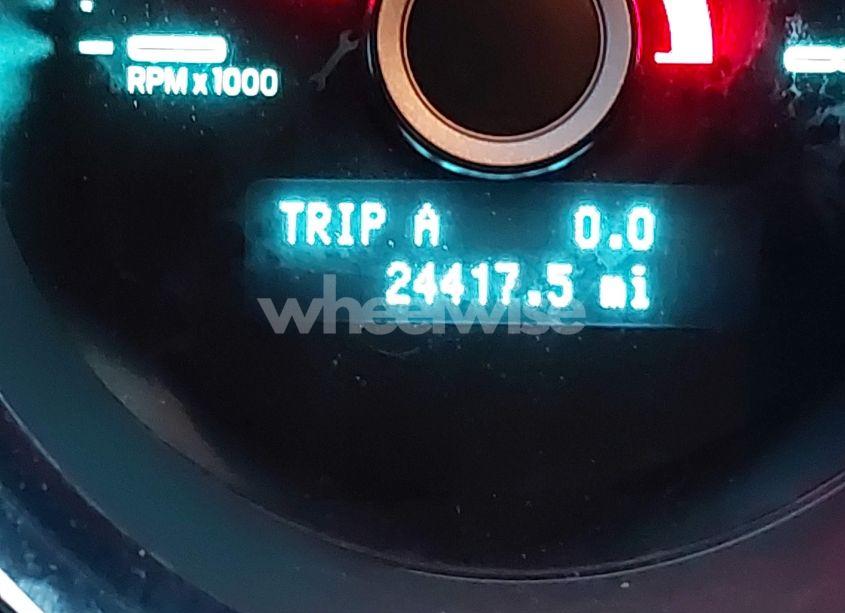 RPM x 1000
TRIP A 0.0
24417.5 mi
wheelwise